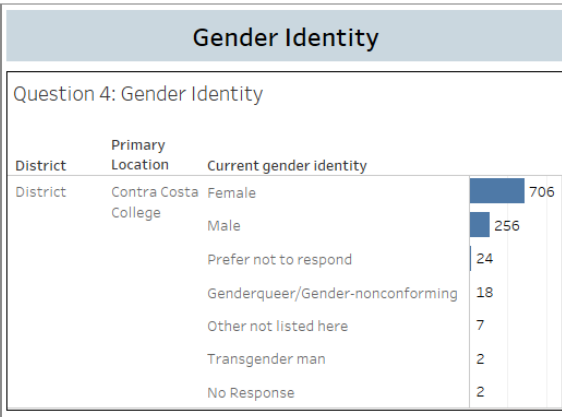 Gender Identity
Question 4: Gender Identity
Primary
District Location Current gender identity
District Contra Costa Female 706
College
Male 256
Prefer not to respond 24
Genderqueer/Gender-nonconforming 18
Other not listed here 7
Transgender man 2
No Response 2